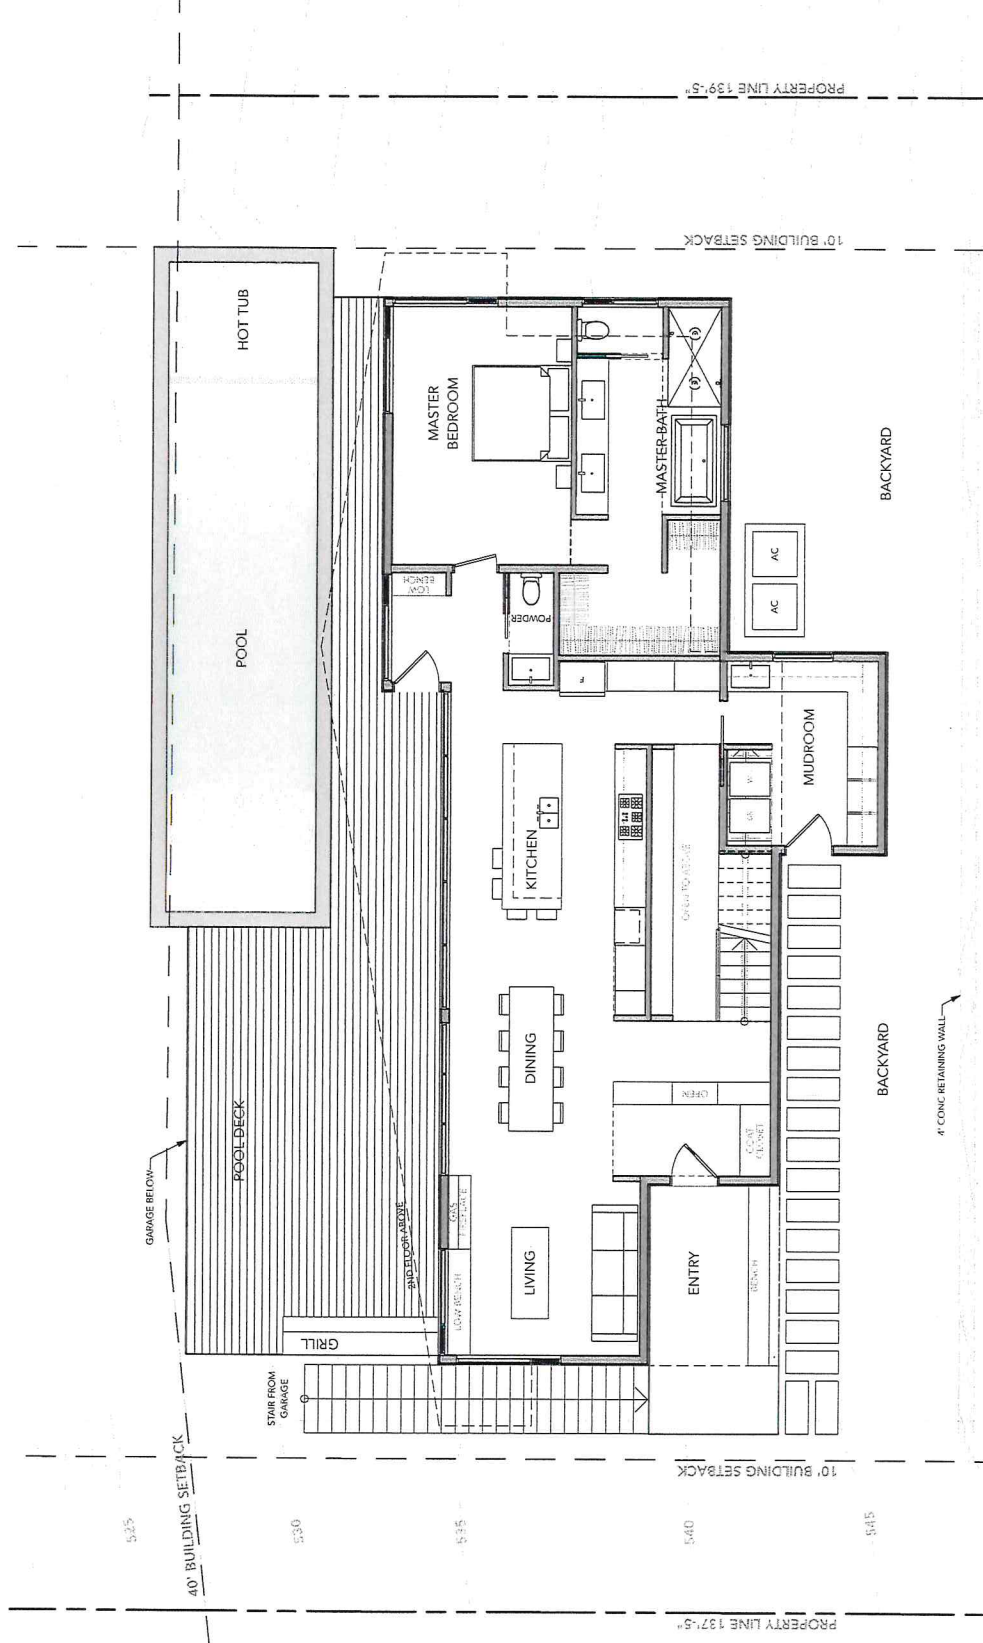 PROPERTY LINE 139'-5"
10' BUILDING SETBACK
HOT TUB
MASTER
BEDROOM
MASTER BATH
BACKYARD
AC
AC
LOW
BENCH
POWDER
POOL
F
MUDROOM
W
KITCHEN
OPEN TO ABOVE
DINING
BACKYARD
4' CONC RETAINING WALL
POOL DECK
GARAGE BELOW
OPEN
COAT
CLOSET
GAS
FIREPLACE
2ND FLOOR ABOVE
LOW BENCH
LIVING
ENTRY
BENCH
GRILL
STAIR FROM
GARAGE
10' BUILDING SETBACK
40' BUILDING SETBACK
525
530
535
540
545
PROPERTY LINE 137'-5"